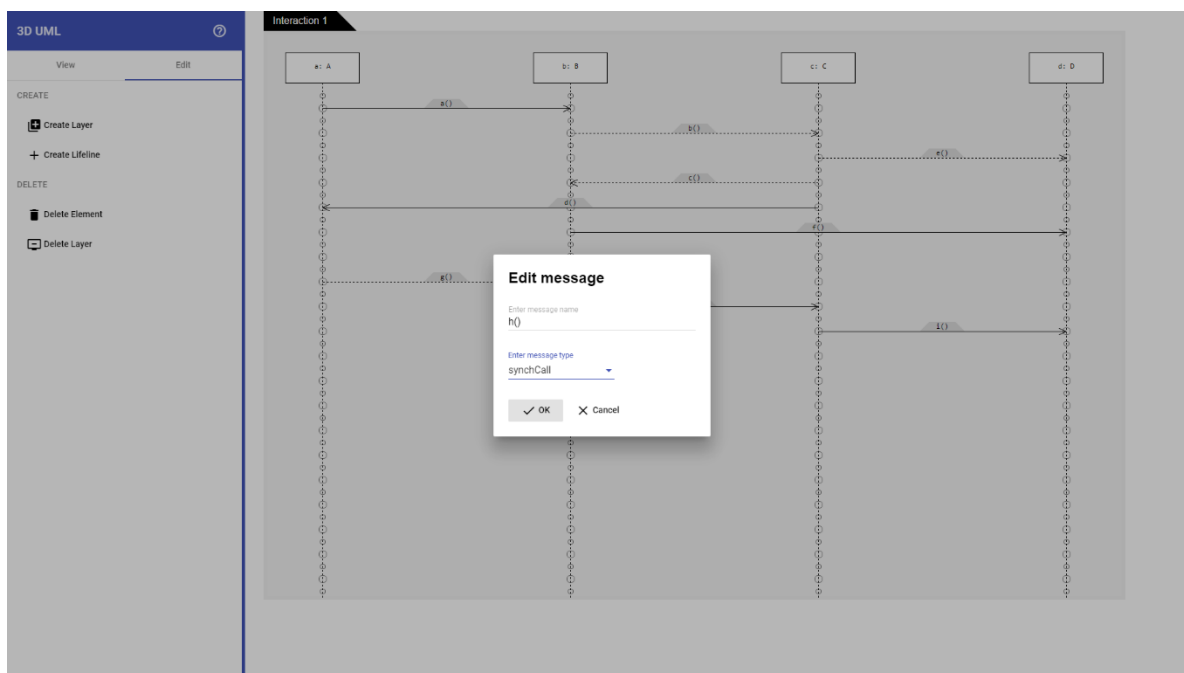 3D UML
Interaction 1
View Edit
CREATE
Create Layer
Create Lifeline
DELETE
Delete Element
Delete Layer
a: A b: B c: C d: D
a()
b()
e()
c()
d()
f()
g()
i()
Edit message
Enter message name
h()
Enter message type
synchCall
OK Cancel